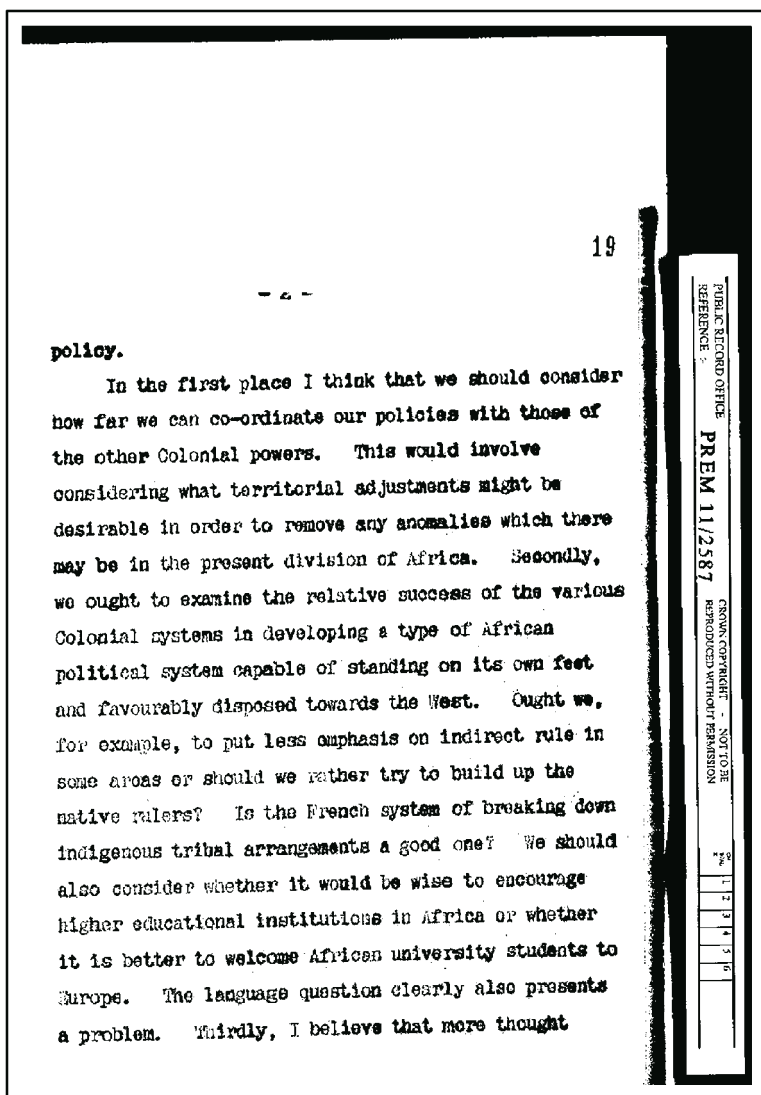 19
- 2 -
policy.
In the first place I think that we should consider
how far we can co-ordinate our policies with those of
the other Colonial powers. This would involve
considering what territorial adjustments might be
desirable in order to remove any anomalies which there
may be in the present division of Africa. Secondly,
we ought to examine the relative success of the various
Colonial systems in developing a type of African
political system capable of standing on its own feet
and favourably disposed towards the West. Ought we,
for example, to put less emphasis on indirect rule in
some areas or should we rather try to build up the
native rulers? Is the French system of breaking down
indigenous tribal arrangements a good one? We should
also consider whether it would be wise to encourage
higher educational institutions in Africa or whether
it is better to welcome African university students to
Europe. The language question clearly also presents
a problem. Thirdly, I believe that more thought
PUBLIC RECORD OFFICE
REFERENCE :-
PREM 11/2587
CROWN COPYRIGHT - NOT TO BE
REPRODUCED WITHOUT PERMISSION
1 2 3 4 5 6